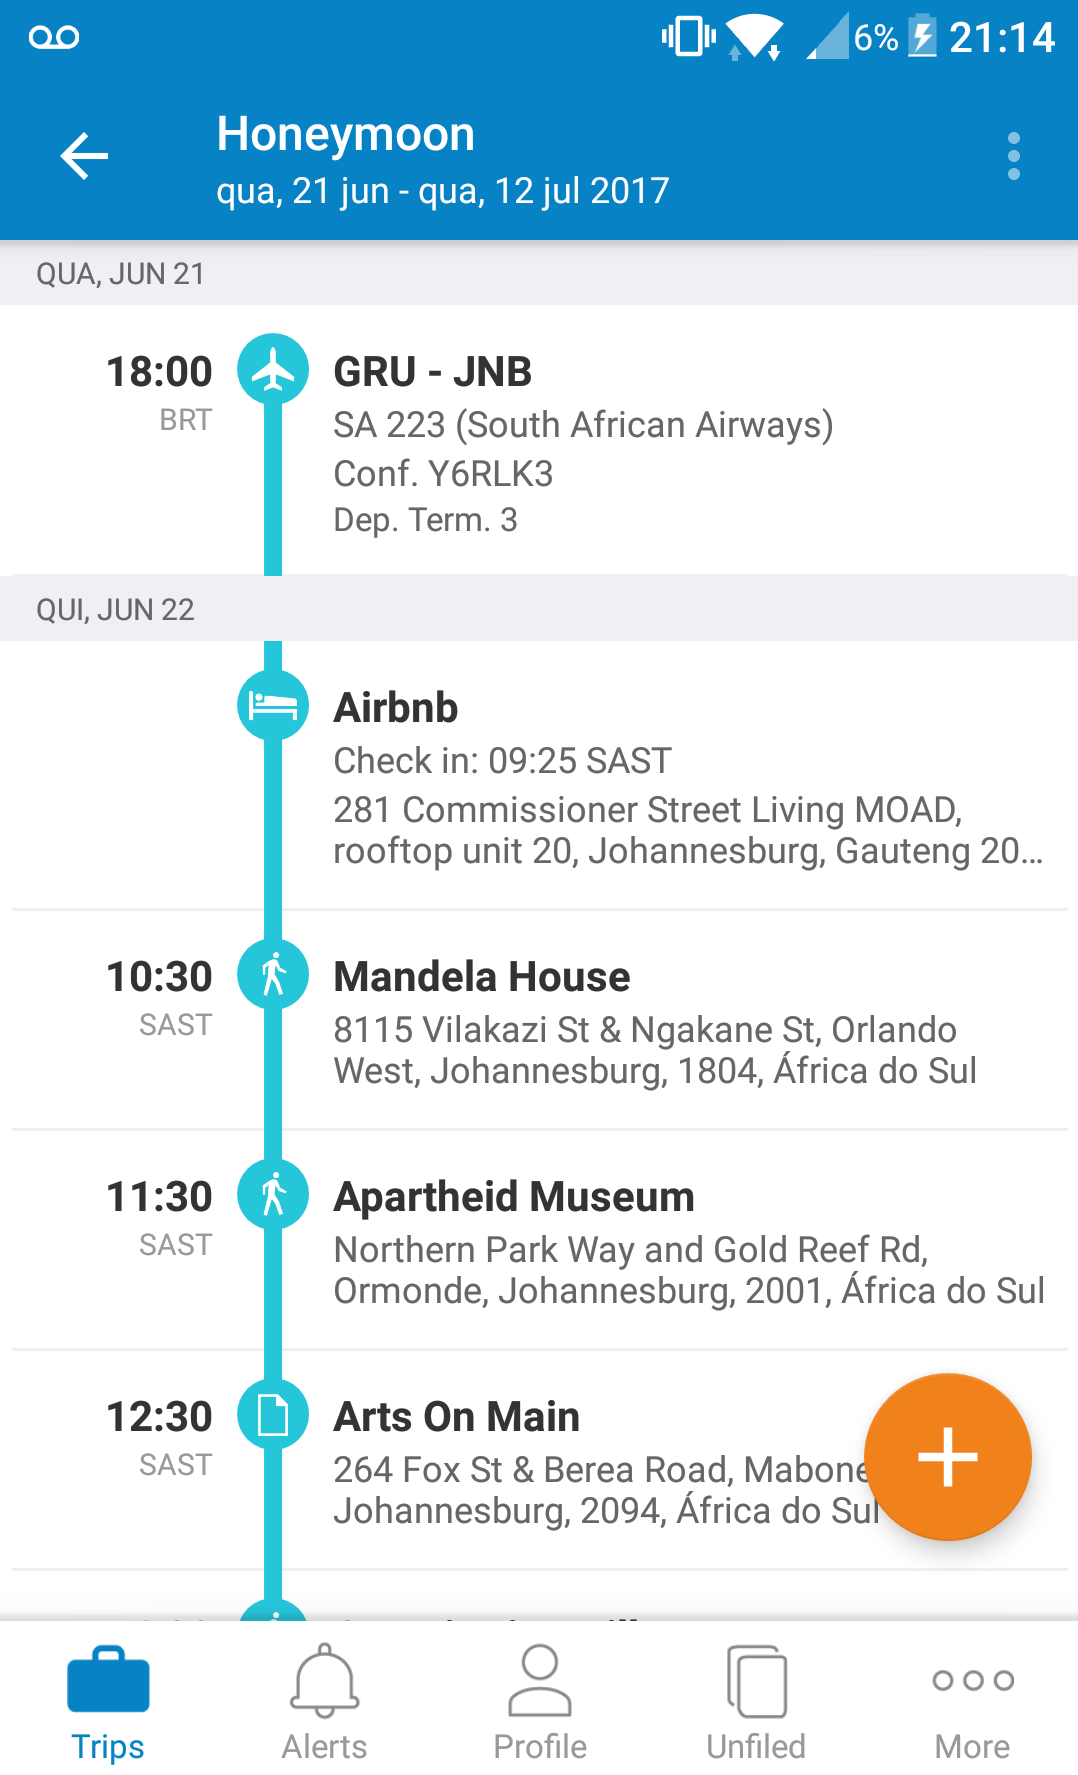 6% 21:14
Honeymoon
qua, 21 jun - qua, 12 jul 2017
QUA, JUN 21
18:00
BRT
GRU - JNB
SA 223 (South African Airways)
Conf. Y6RLK3
Dep. Term. 3
QUI, JUN 22
Airbnb
Check in: 09:25 SAST
281 Commissioner Street Living MOAD,
rooftop unit 20, Johannesburg, Gauteng 20...
10:30
SAST
Mandela House
8115 Vilakazi St & Ngakane St, Orlando
West, Johannesburg, 1804, África do Sul
11:30
SAST
Apartheid Museum
Northern Park Way and Gold Reef Rd,
Ormonde, Johannesburg, 2001, África do Sul
12:30
SAST
Arts On Main
264 Fox St & Berea Road, Mabone
Johannesburg, 2094, África do Sul
Trips
Alerts
Profile
Unfiled
More